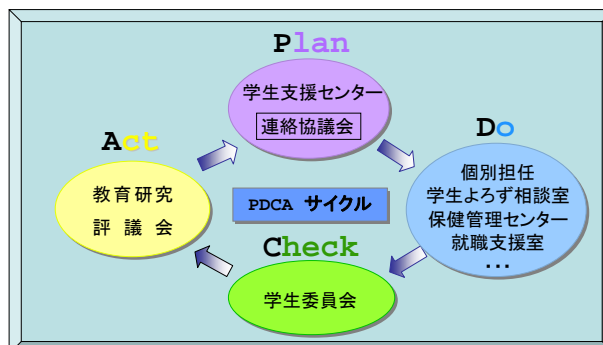 Plan
学生支援センター
連絡協議会
Do
個別担任
学生よろず相談室
保健管理センター
就職支援室
・・・
Act
教育研究
評 議 会
PDCA サイクル
Check
学生委員会